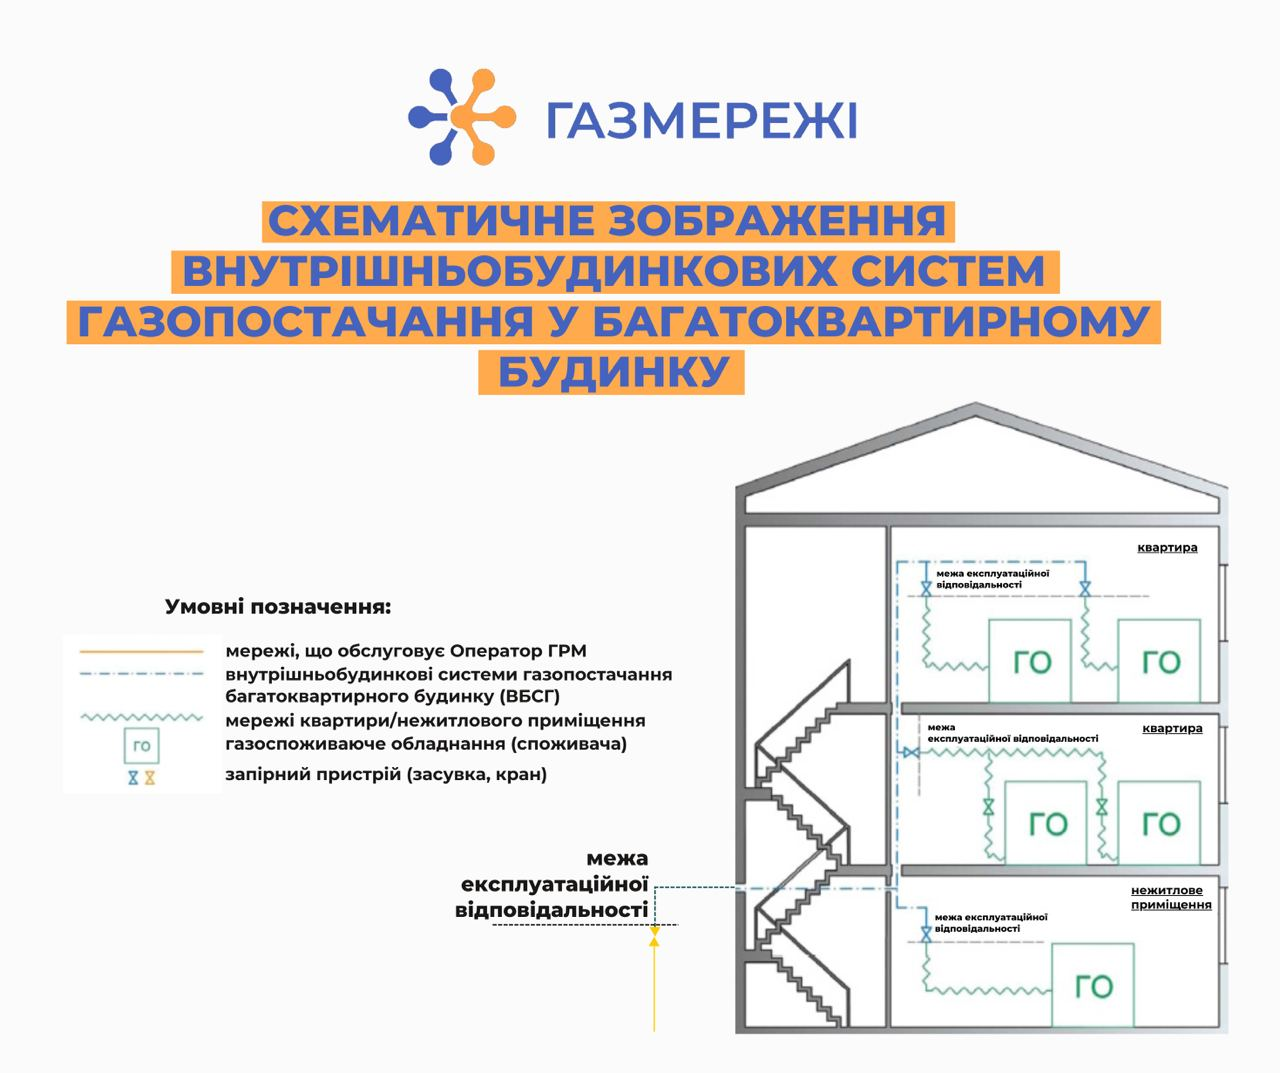 ГАЗМЕРЕЖІ
СХЕМАТИЧНЕ ЗОБРАЖЕННЯ
ВНУТРІШНЬОБУДИНКОВИХ СИСТЕМ
ГАЗОПОСТАЧАННЯ У БАГАТОКВАРТИРНОМУ
БУДИНКУ
Умовні позначення:
мережі, що обслуговує Оператор ГРМ
внутрішньобудинкові системи газопостачання
багатоквартирного будинку (ВБСГ)
мережі квартири/нежитлового приміщення
ГО
газоспоживаюче обладнання (споживача)
запірний пристрій (засувка, кран)
межа
експлуатаційної
відповідальності
квартира
межа експлуатаційної
відповідальності
ГО
ГО
межа
експлуатаційної відповідальності
квартира
ГО
ГО
нежитлове
приміщення
межа експлуатаційної
відповідальності
ГО